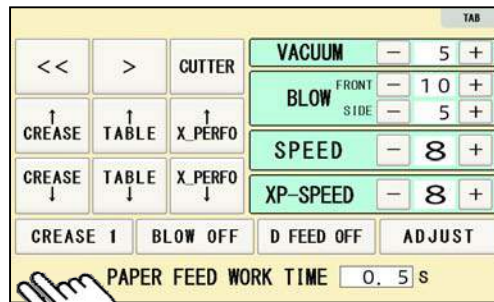 TAB
<< > CUTTER
↑ ↑ ↑
CREASE TABLE X_PERFO
CREASE TABLE X_PERFO
↓ ↓ ↓
VACUUM − 5 +
BLOW FRONT − 10 +
SIDE − 5 +
SPEED − 8 +
XP-SPEED − 8 +
CREASE 1 BLOW OFF D FEED OFF ADJUST
PAPER FEED WORK TIME 0. 5 S